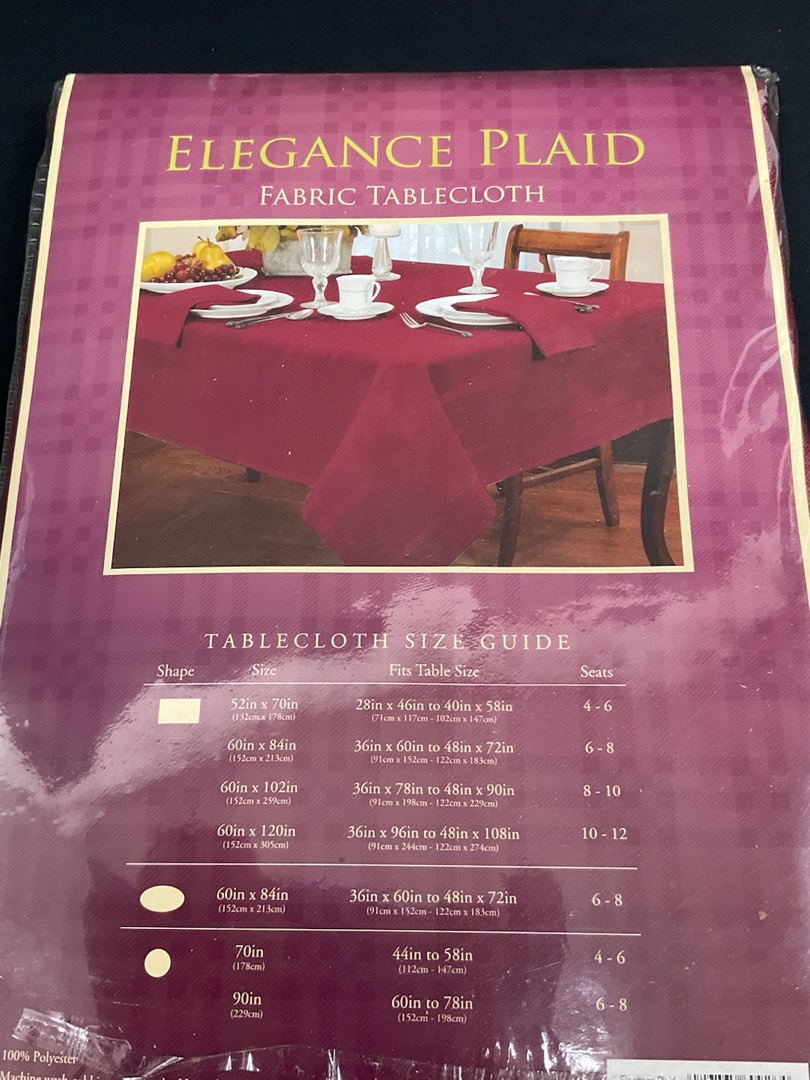 ELEGANCE PLAID
FABRIC TABLECLOTH
TABLECLOTH SIZE GUIDE
Shape Size Fits Table Size Seats
52in x 70in 28in x 46in to 40in x 58in 4 - 6
(132cm x 178cm) (71cm x 117cm - 102cm x 147cm)
60in x 84in 36in x 60in to 48in x 72in 6 - 8
(152cm x 213cm) (91cm x 152cm - 122cm x 183cm)
60in x 102in 36in x 78in to 48in x 90in 8 - 10
(152cm x 259cm) (91cm x 198cm - 122cm x 229cm)
60in x 120in 36in x 96in to 48in x 108in 10 - 12
(152cm x 305cm) (91cm x 244cm - 122cm x 274cm)
60in x 84in 36in x 60in to 48in x 72in 6 - 8
(152cm x 213cm) (91cm x 152cm - 122cm x 183cm)
70in 44in to 58in 4 - 6
(178cm) (112cm - 147cm)
90in 60in to 78in 6 - 8
(229cm) (152cm - 198cm)
100% Polyester
Machine wash cold